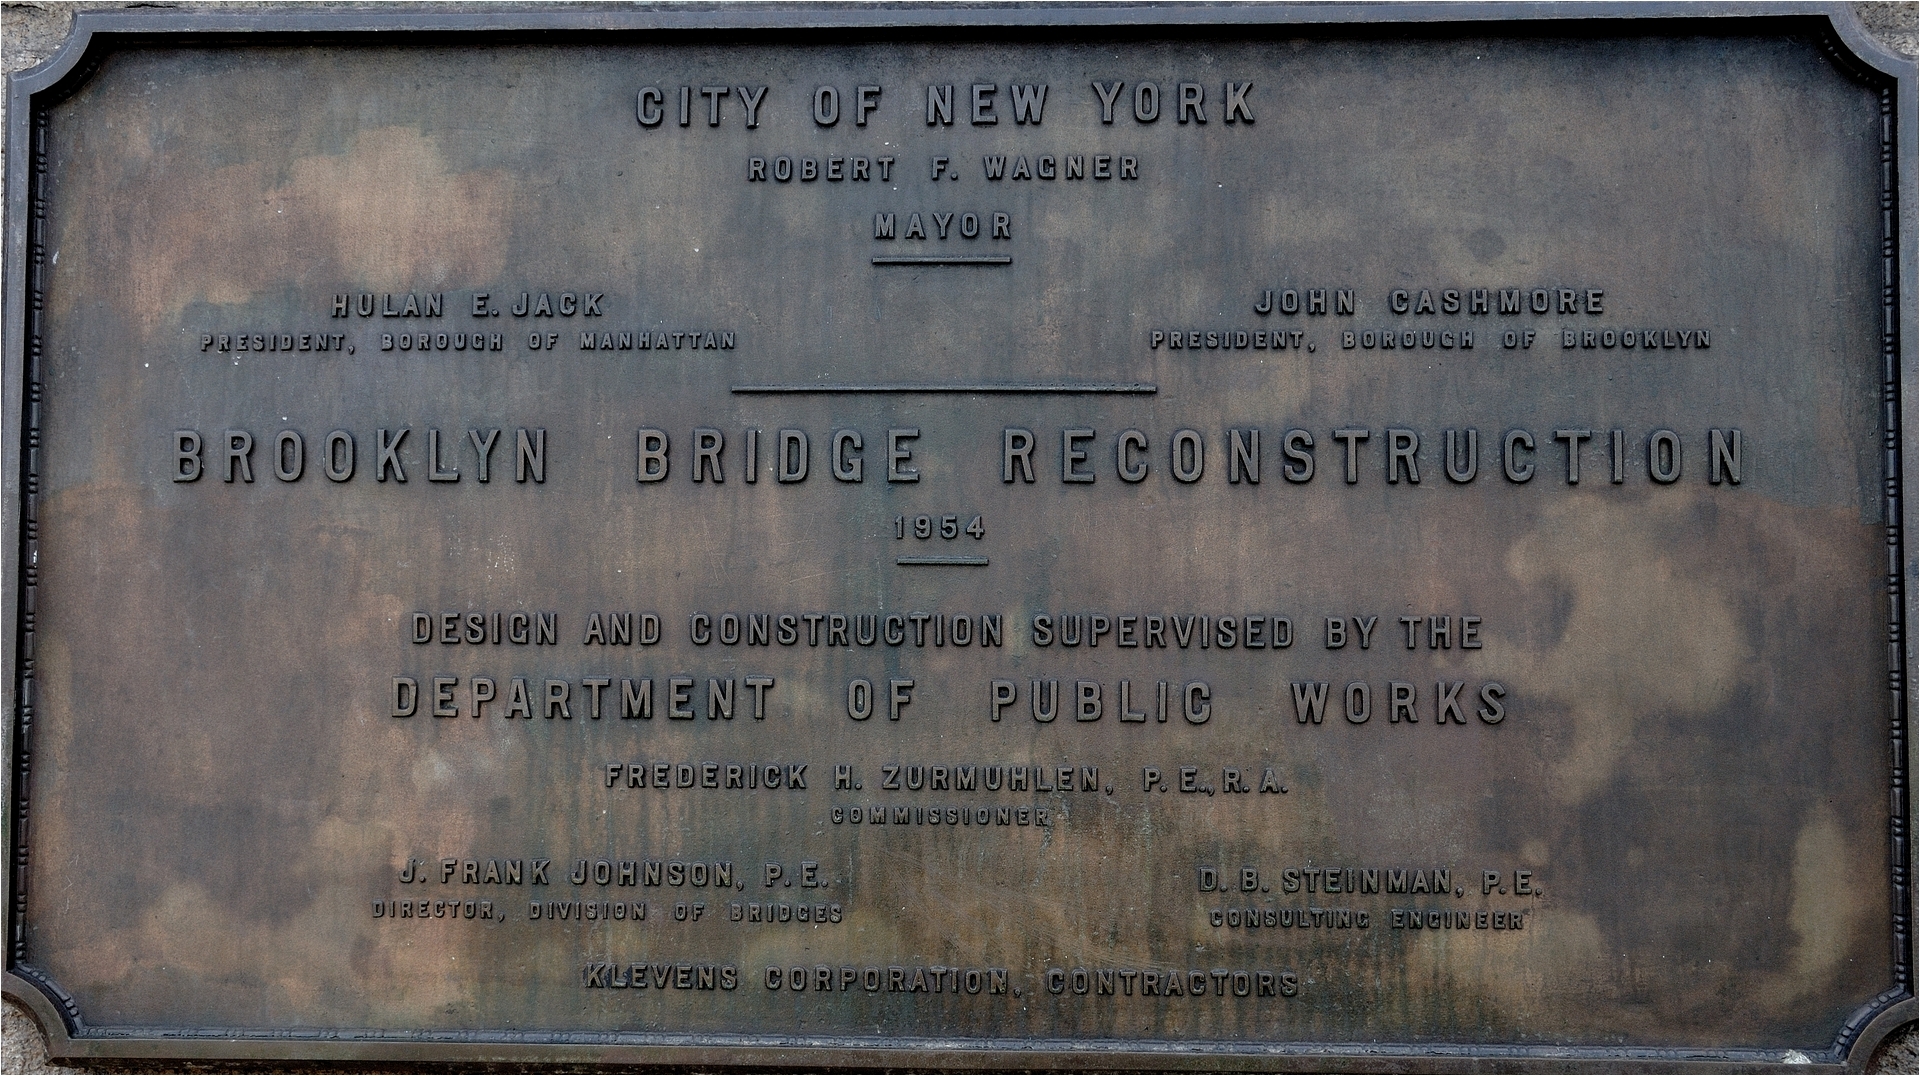 CITY OF NEW YORK
ROBERT F. WAGNER
MAYOR
HULAN E. JACK
PRESIDENT, BOROUGH OF MANHATTAN
JOHN CASHMORE
PRESIDENT, BOROUGH OF BROOKLYN
BROOKLYN BRIDGE RECONSTRUCTION
1954
DESIGN AND CONSTRUCTION SUPERVISED BY THE
DEPARTMENT OF PUBLIC WORKS
FREDERICK H. ZURMUHLEN, P.E., R.A.
COMMISSIONER
J. FRANK JOHNSON, P.E.
DIRECTOR, DIVISION OF BRIDGES
D. B. STEINMAN, P.E.
CONSULTING ENGINEER
KLEVENS CORPORATION, CONTRACTORS